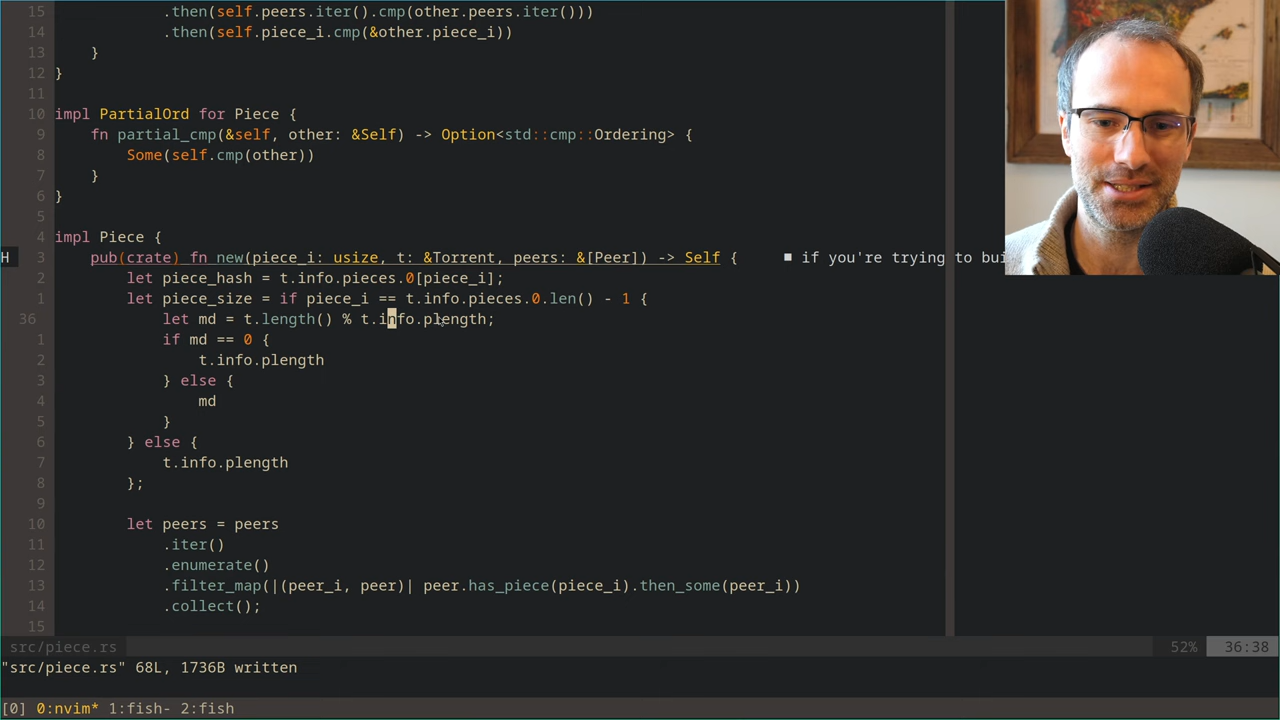 15 .then(self.peers.iter().cmp(other.peers.iter()))
14 .then(self.piece_i.cmp(&other.piece_i))
13 }
12 }
11
10 impl PartialOrd for Piece {
9 fn partial_cmp(&self, other: &Self) -> Option<std::cmp::Ordering> {
8 Some(self.cmp(other))
7 }
6 }
5
4 impl Piece {
H 3 pub(crate) fn new(piece_i: usize, t: &Torrent, peers: &[Peer]) -> Self { ■ if you're trying to bui
2 let piece_hash = t.info.pieces.0[piece_i];
1 let piece_size = if piece_i == t.info.pieces.0.len() - 1 {
36 let md = t.length() % t.info.plength;
1 if md == 0 {
2 t.info.plength
3 } else {
4 md
5 }
6 } else {
7 t.info.plength
8 };
9
10 let peers = peers
11 .iter()
12 .enumerate()
13 .filter_map(|(peer_i, peer)| peer.has_piece(piece_i).then_some(peer_i))
14 .collect();
15
src/piece.rs 52% 36:38
"src/piece.rs" 68L, 1736B written
[0] 0:nvim* 1:fish- 2:fish